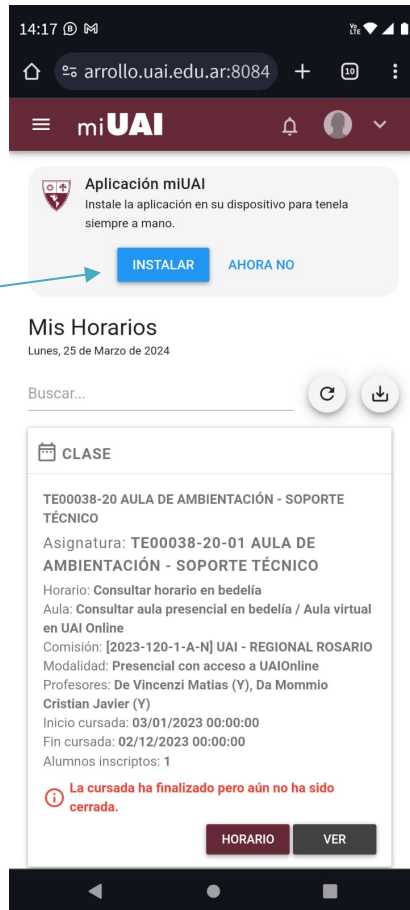 14:17
VoLTE
arrollo.uai.edu.ar:8084
10
miUAI
Aplicación miUAI
Instale la aplicación en su dispositivo para tenela
siempre a mano.
INSTALAR AHORA NO
Mis Horarios
Lunes, 25 de Marzo de 2024
Buscar...
CLASE
TE00038-20 AULA DE AMBIENTACIÓN - SOPORTE
TÉCNICO
Asignatura: TE00038-20-01 AULA DE
AMBIENTACIÓN - SOPORTE TÉCNICO
Horario: Consultar horario en bedelía
Aula: Consultar aula presencial en bedelía / Aula virtual
en UAI Online
Comisión: [2023-120-1-A-N] UAI - REGIONAL ROSARIO
Modalidad: Presencial con acceso a UAIOnline
Profesores: De Vincenzi Matias (Y), Da Mommio
Cristian Javier (Y)
Inicio cursada: 03/01/2023 00:00:00
Fin cursada: 02/12/2023 00:00:00
Alumnos inscriptos: 1
La cursada ha finalizado pero aún no ha sido
cerrada.
HORARIO VER